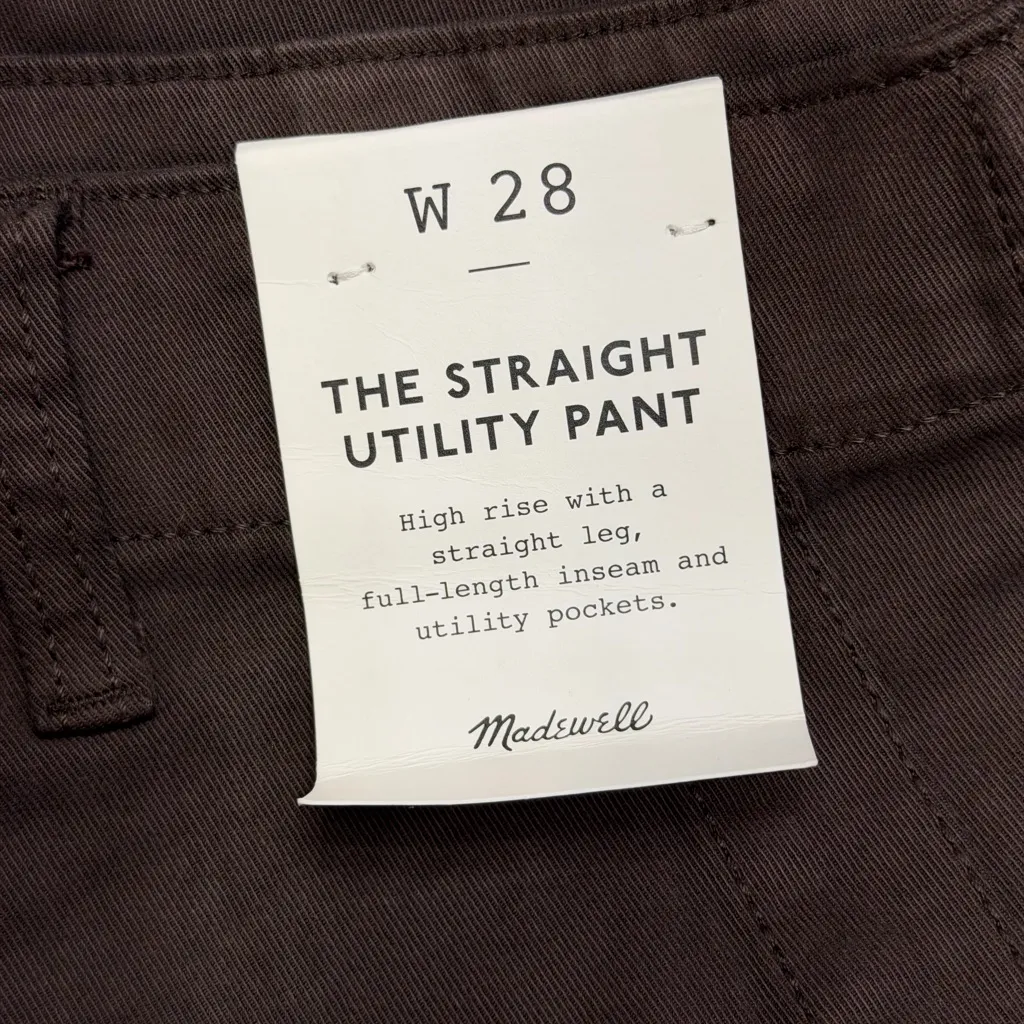 W 28
THE STRAIGHT
UTILITY PANT
High rise with a
straight leg,
full-length inseam and
utility pockets.
Madewell